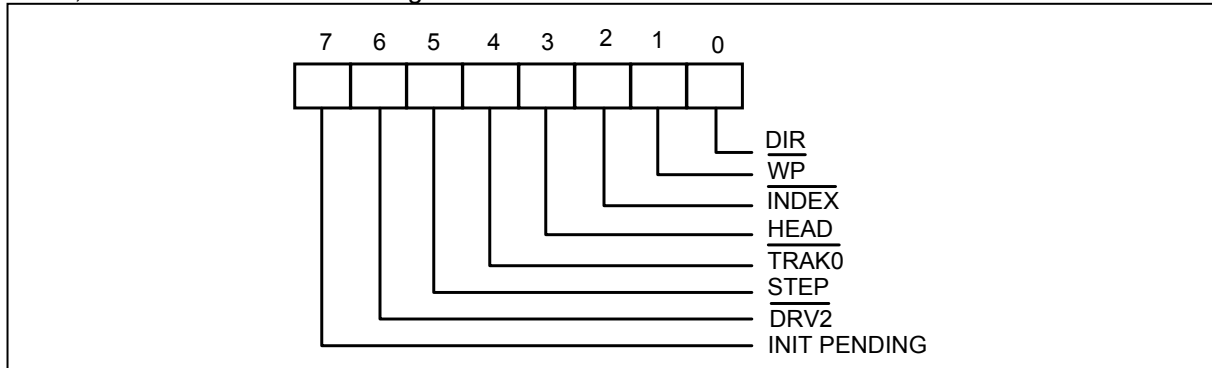 7 6 5 4 3 2 1 0
DIR
WP
INDEX
HEAD
TRAK0
STEP
DRV2
INIT PENDING